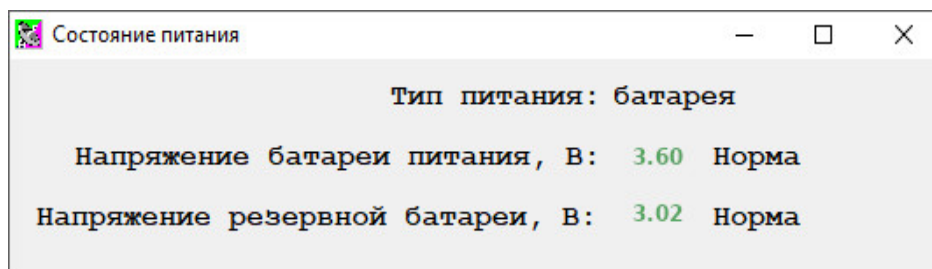 Состояние питания
Тип питания: батарея
Напряжение батареи питания, В: 3.60 Норма
Напряжение резервной батареи, В: 3.02 Норма